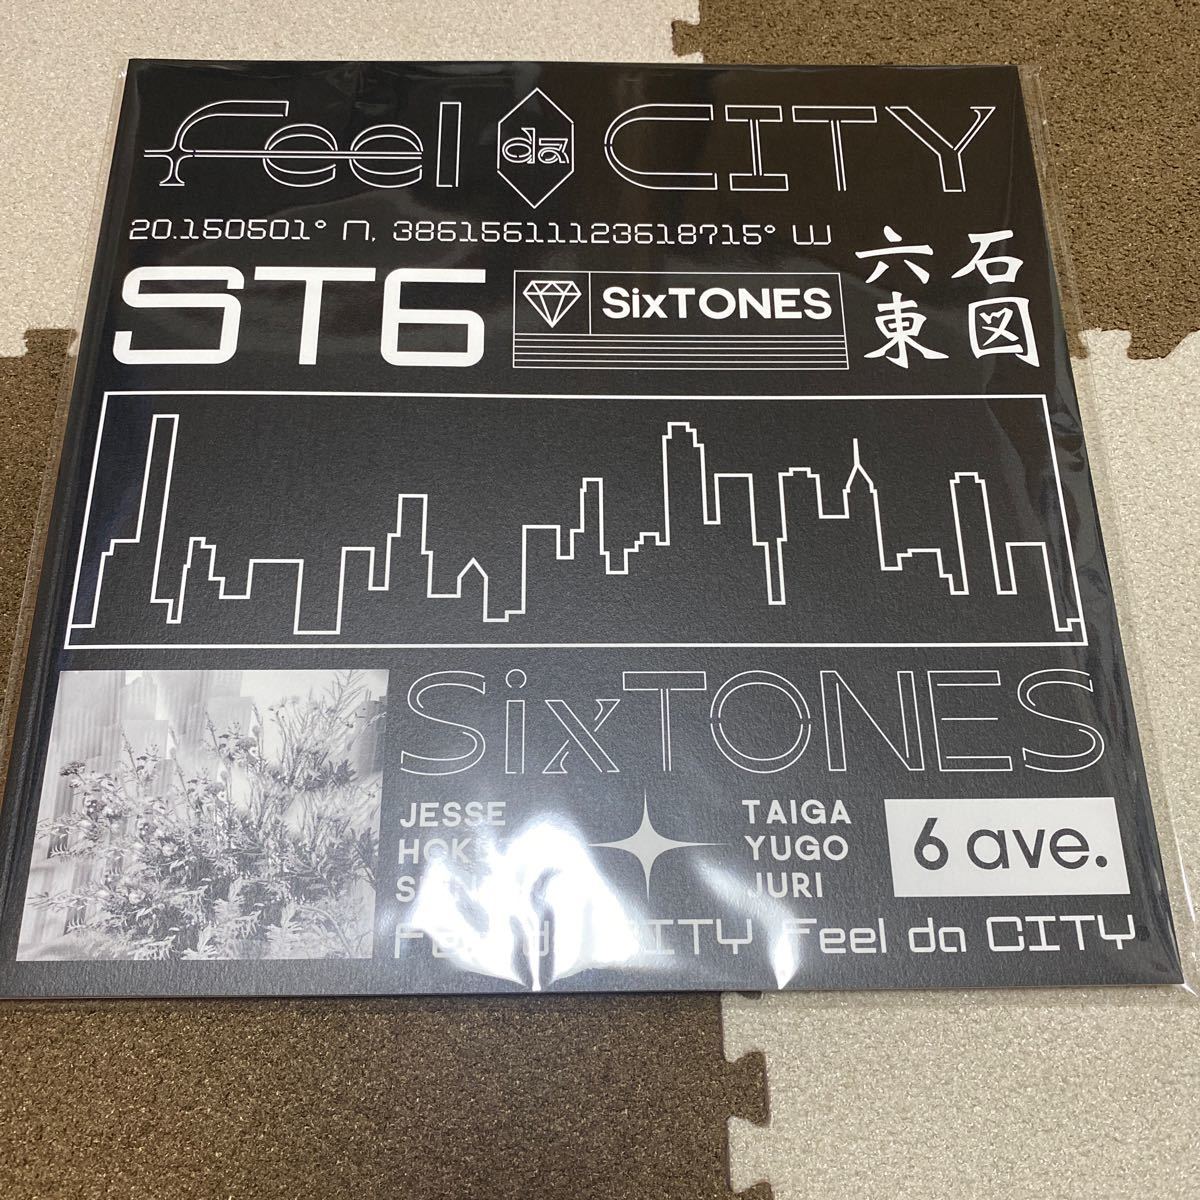 Feel da CITY
20.150501° N, 38615611123618715° W
ST6
SixTONES
六石
東図
SixTONES
JESSE
TAIGA
YUGO
JURI
6 ave.
CITY Feel da CITY